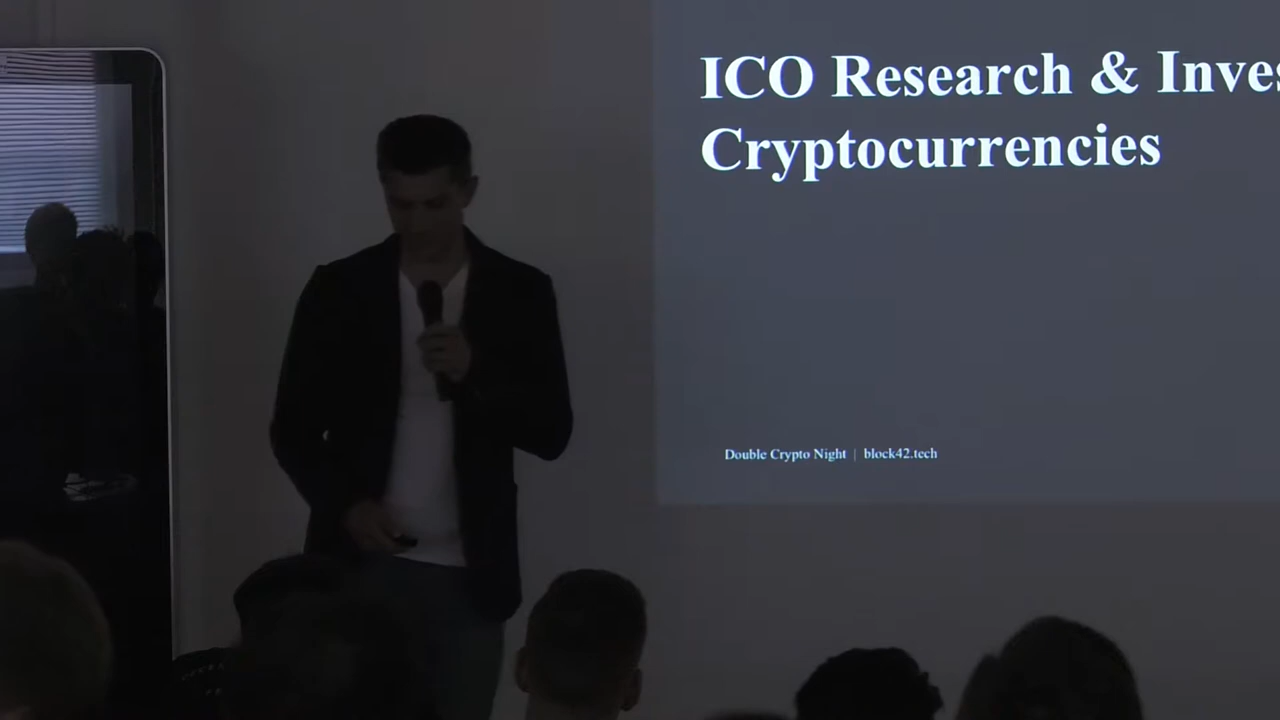 ICO Research & Inves
Cryptocurrencies
Double Crypto Night | block42.tech